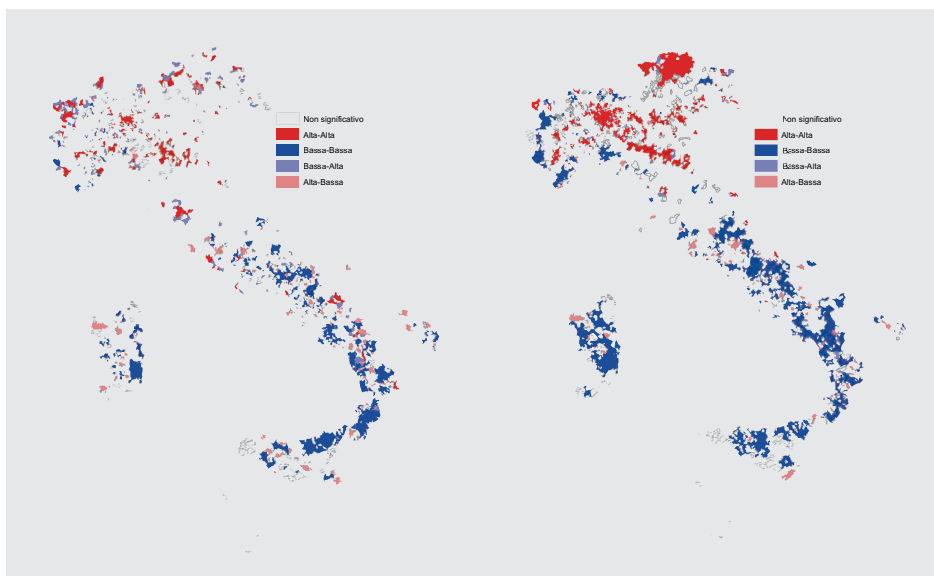 Non significativo
Alta-Alta
Bassa-Bassa
Bassa-Alta
Alta-Bassa
Non significativo
Alta-Alta
Bassa-Bassa
Bassa-Alta
Alta-Bassa